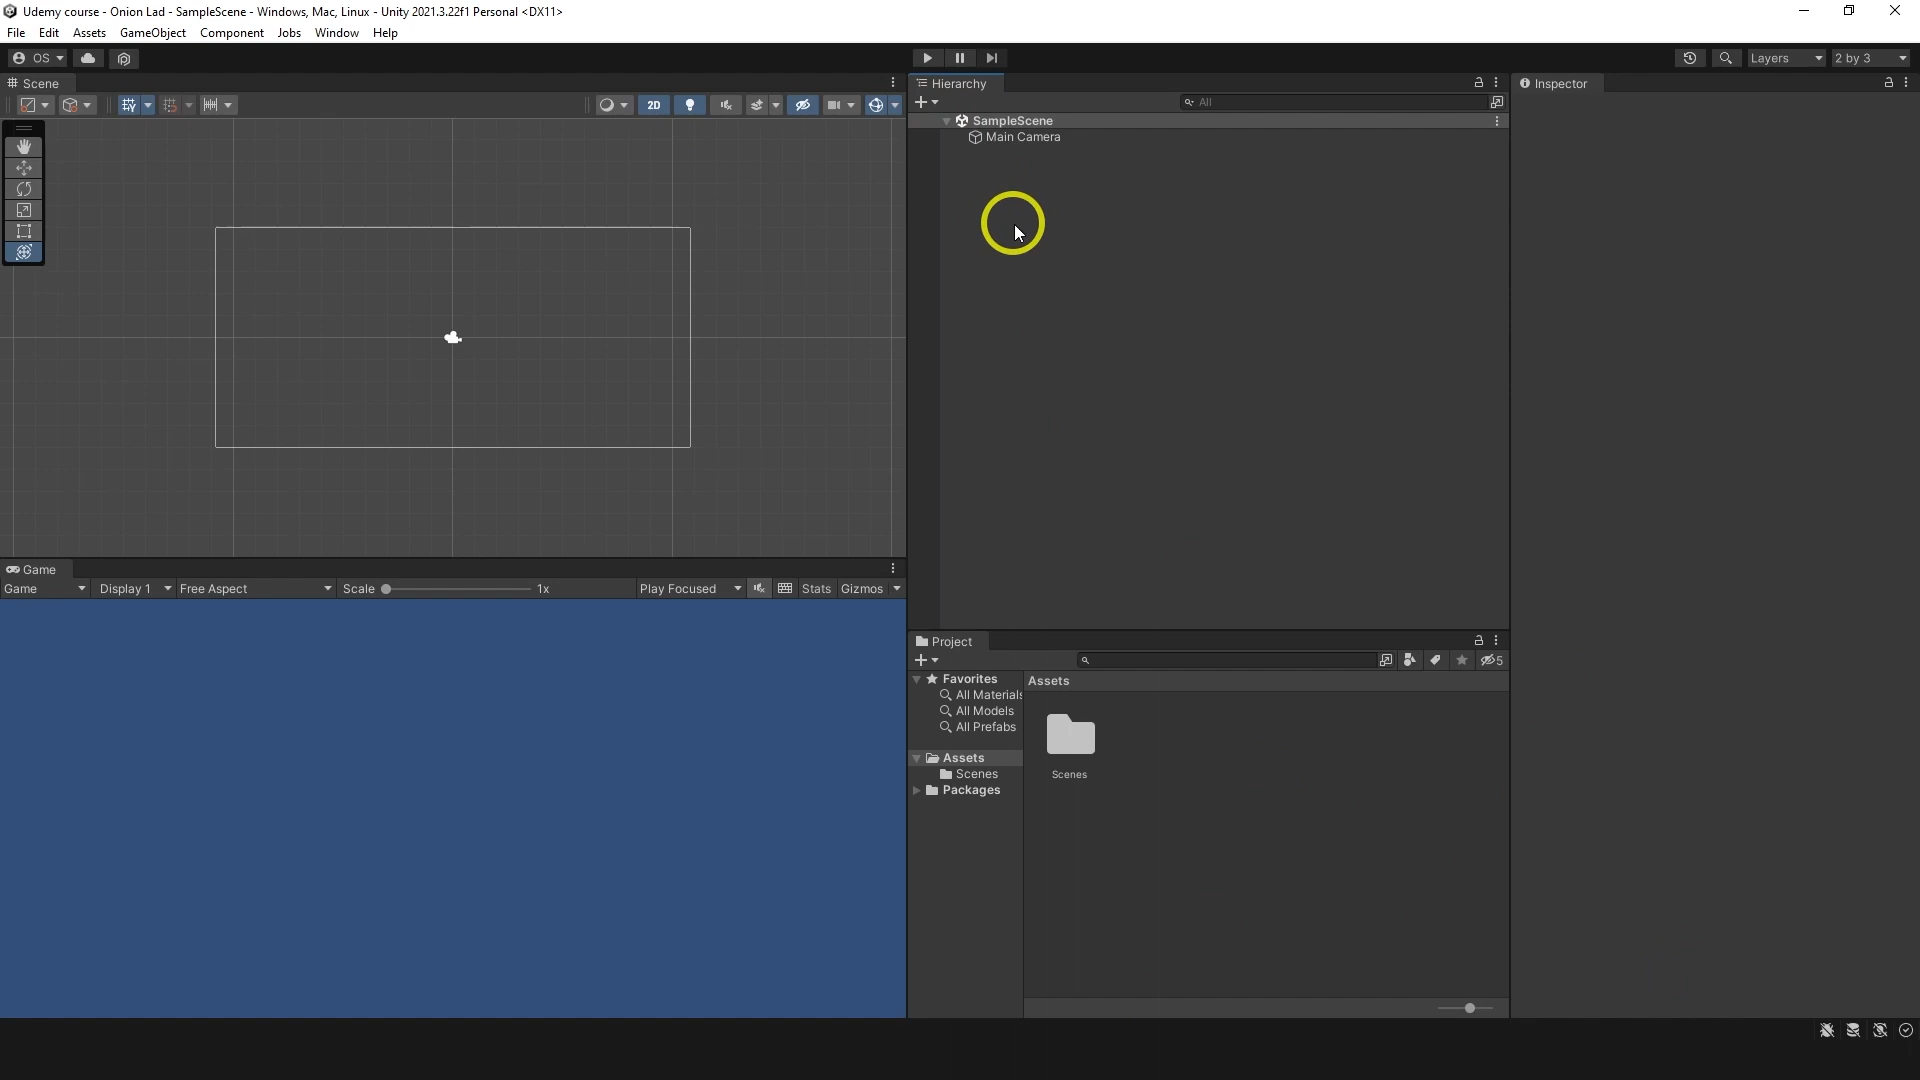 Udemy course - Onion Lad - SampleScene - Windows, Mac, Linux - Unity 2021.3.22f1 Personal <DX11>
File Edit Assets GameObject Component Jobs Window Help
OS Layers 2 by 3
Scene
2D
Hierarchy
All
SampleScene
Main Camera
Inspector
Game
Game Display 1 Free Aspect Scale 1x Play Focused Stats Gizmos
Project
5
Favorites
All Materials
All Models
All Prefabs
Assets
Scenes
Packages
Assets
Scenes